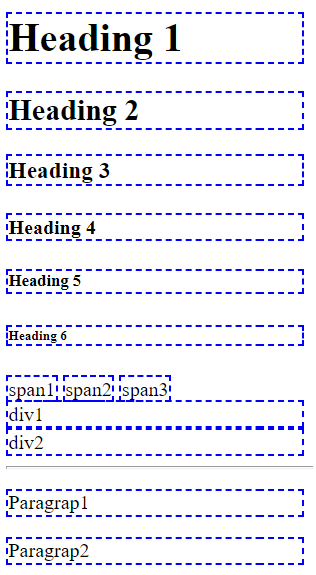 Heading 1
Heading 2
Heading 3
Heading 4
Heading 5
Heading 6
span1 span2 span3
div1
div2
Paragrap1
Paragrap2